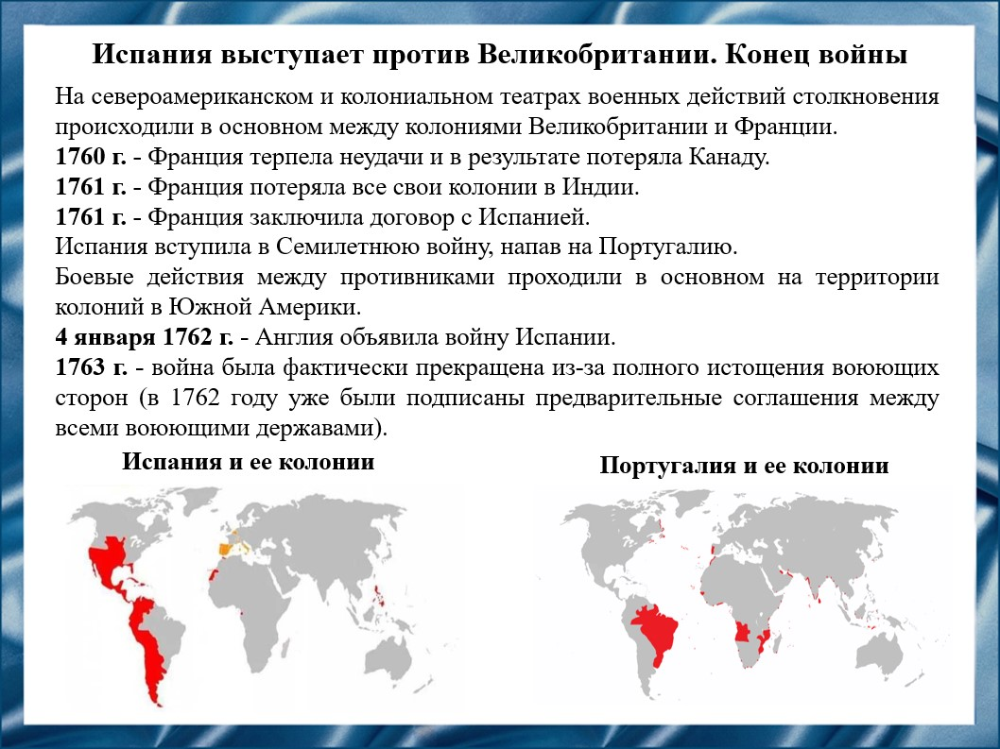 Испания выступает против Великобритании. Конец войны
На североамериканском и колониальном театрах военных действий столкновения
происходили в основном между колониями Великобритании и Франции.
1760 г. - Франция терпела неудачи и в результате потеряла Канаду.
1761 г. - Франция потеряла все свои колонии в Индии.
1761 г. - Франция заключила договор с Испанией.
Испания вступила в Семилетнюю войну, напав на Португалию.
Боевые действия между противниками проходили в основном на территории
колоний в Южной Америки.
4 января 1762 г. - Англия объявила войну Испании.
1763 г. - война была фактически прекращена из-за полного истощения воюющих
сторон (в 1762 году уже были подписаны предварительные соглашения между
всеми воюющими державами).
Испания и ее колонии
Португалия и ее колонии